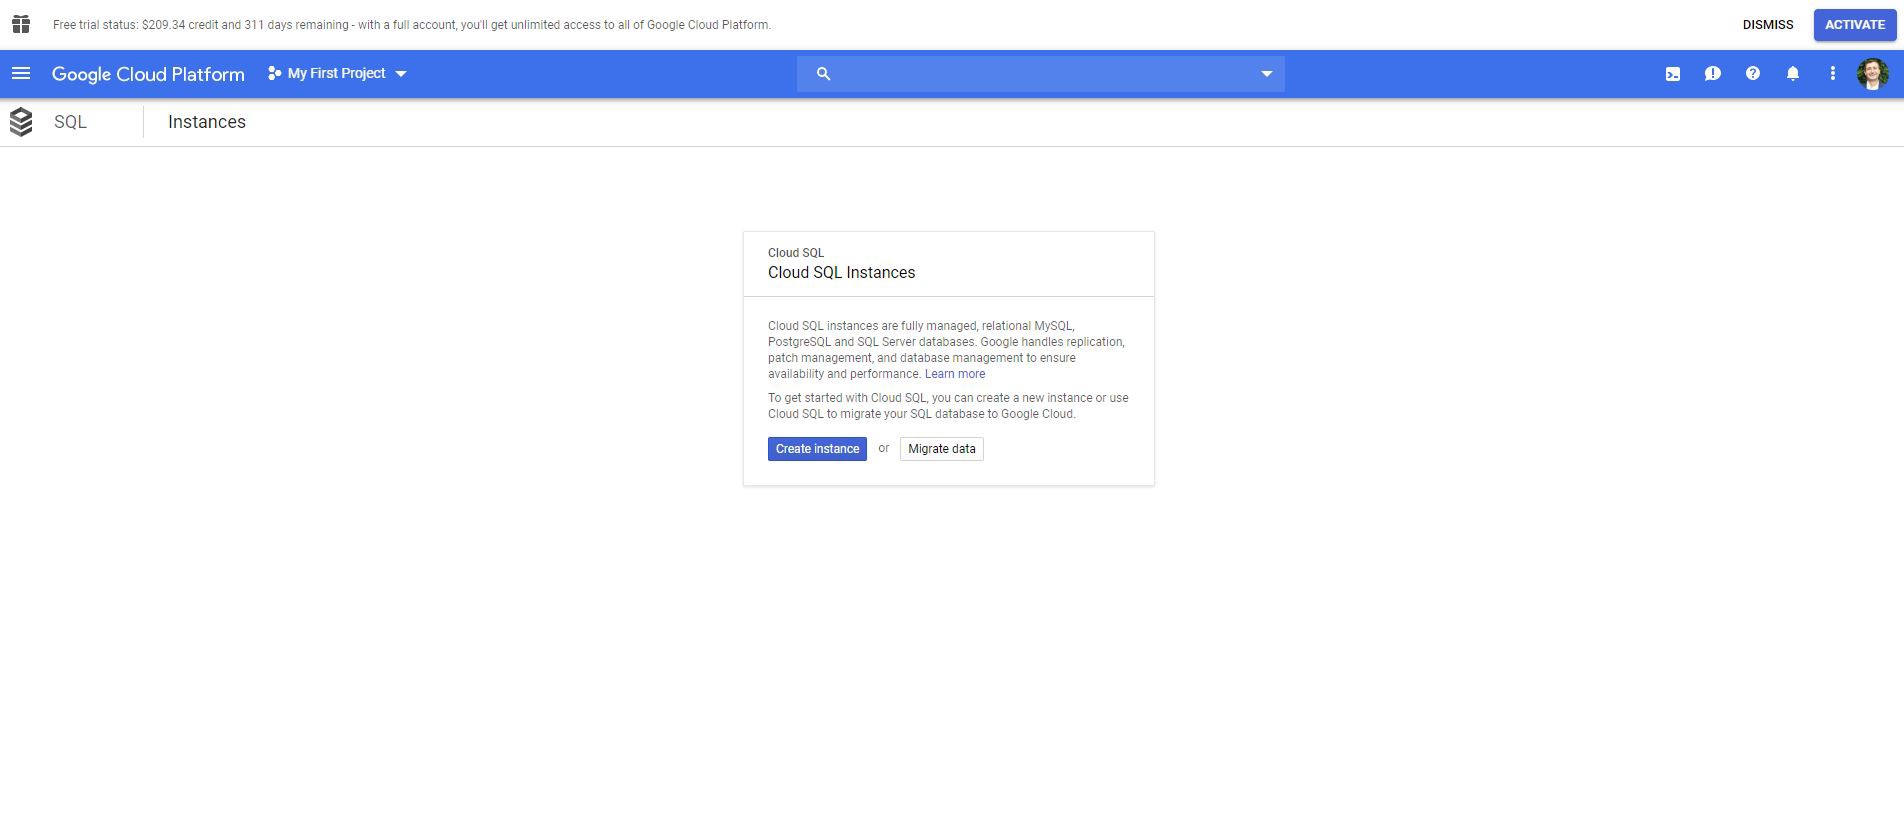 Free trial status: $209.34 credit and 311 days remaining - with a full account, you'll get unlimited access to all of Google Cloud Platform.
DISMISS
ACTIVATE
Google Cloud Platform
My First Project
SQL
Instances
Cloud SQL
Cloud SQL Instances
Cloud SQL instances are fully managed, relational MySQL,
PostgreSQL and SQL Server databases. Google handles replication,
patch management, and database management to ensure
availability and performance. Learn more
To get started with Cloud SQL, you can create a new instance or use
Cloud SQL to migrate your SQL database to Google Cloud.
Create instance or Migrate data